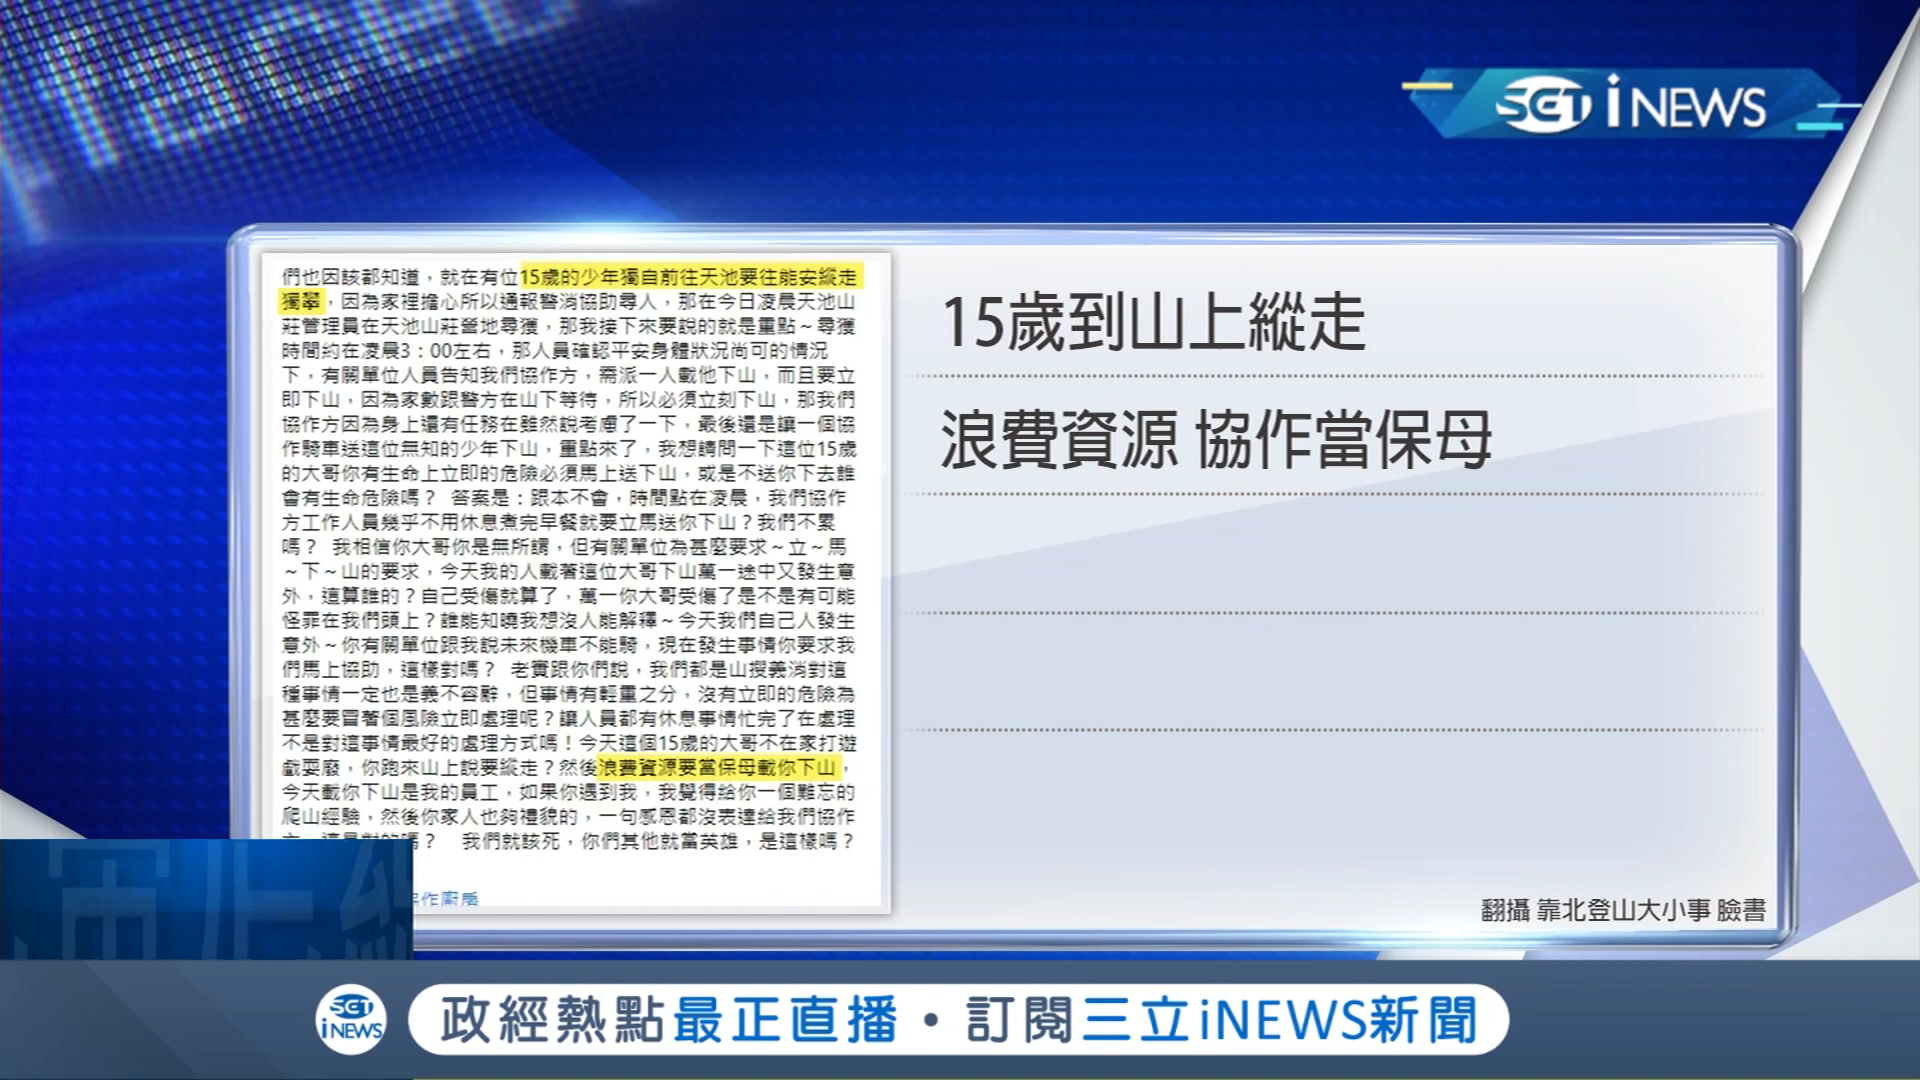 SET iNEWS
們也因該都知道，就在有位15歲的少年獨自前往天池要往能安縱走
獨攀，因為家裡擔心所以通報警消協助尋人，那在今日凌晨天池山
莊管理員在天池山莊營地尋獲，那我接下來要說的就是重點～尋獲
時間約在凌晨3：00左右，那人員確認平安身體狀況尚可的情況
下，有關單位人員告知我們協作方，需派一人載他下山，而且要立
即下山，因為家數跟警方在山下等待，所以必須立刻下山，那我們
協作方因為身上還有任務在雖然說考慮了一下，最後還是讓一個協
作騎車送這位無知的少年下山，重點來了，我想請問一下這位15歲
的大哥你有生命上立即的危險必須馬上送下山，或是不送你下去誰
會有生命危險嗎？ 答案是：跟本不會，時間點在凌晨，我們協作
方工作人員幾乎不用休息煮完早餐就要立馬送你下山？我們不累
嗎？ 我相信你大哥你是無所謂，但有關單位為甚麼要求～立～馬
～下～山的要求，今天我的人載著這位大哥下山萬一途中又發生意
外，這算誰的？自己受傷就算了，萬一你大哥受傷了是不是有可能
怪罪在我們頭上？誰能知曉我想沒人能解釋～今天我們自己人發生
意外～你有關單位跟我說未來機車不能騎，現在發生事情你要求我
們馬上協助，這樣對嗎？ 老實跟你們說，我們都是山搜義消對這
種事情一定也是義不容辭，但事情有輕重之分，沒有立即的危險為
甚麼要冒著個風險立即處理呢？讓人員都有休息事情忙完了在處理
不是對這事情最好的處理方式嗎！今天這個15歲的大哥不在家打遊
戲耍廢，你跑來山上說要縱走？然後浪費資源要當保母載你下山，
今天載你下山是我的員工，如果你遇到我，我覺得給你一個難忘的
爬山經驗，然後你家人也夠禮貌的，一句感恩都沒表達給我們協作
嗎？ 我們就該死，你們其他就當英雄，是這樣嗎？
作廚房
15歲到山上縱走
浪費資源 協作當保母
翻攝 靠北登山大小事 臉書
SET iNEWS
政經熱點最正直播・訂閱三立iNEWS新聞